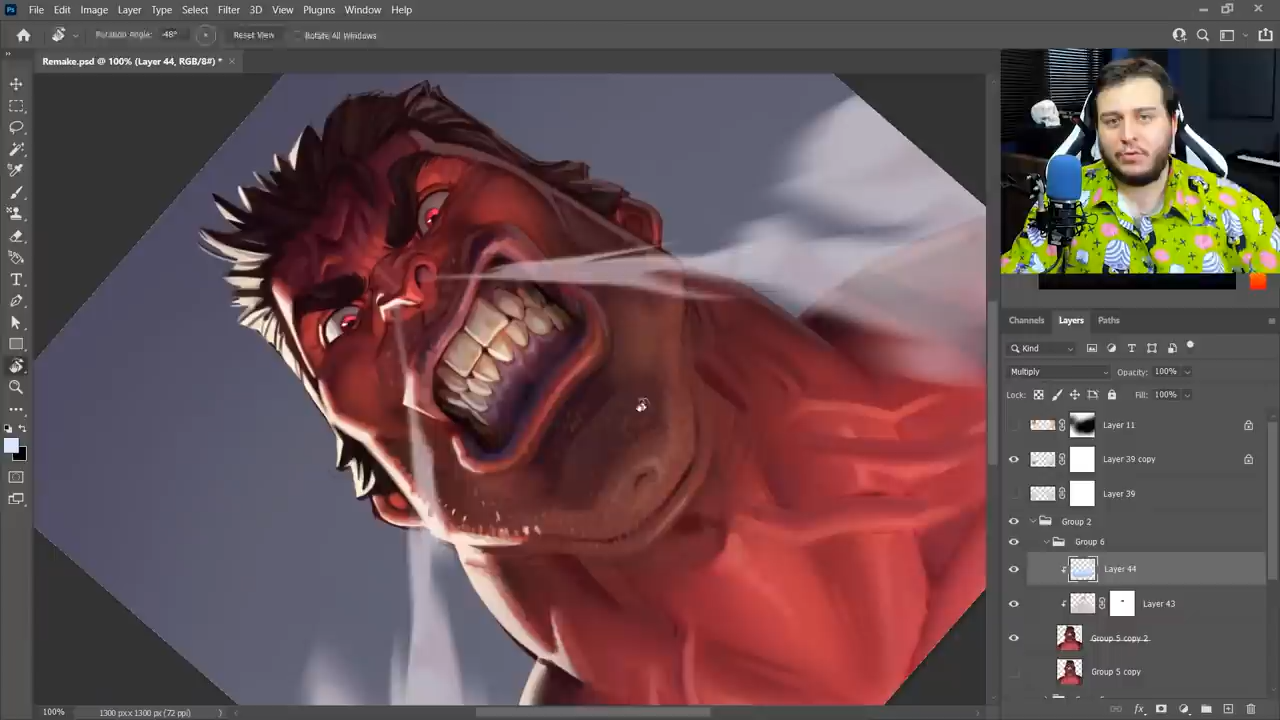 Ps File Edit Image Layer Type Select Filter 3D View Plugins Window Help
Rotation Angle: -48° Reset View Rotate All Windows
Remake.psd @ 100% (Layer 44, RGB/8#) * ×
Channels Layers Paths
Kind
Multiply Opacity: 100%
Lock: Fill: 100%
Layer 11
Layer 39 copy
Layer 39
Group 2
Group 6
Layer 44
Layer 43
Group 5 copy 2
Group 5 copy
fx
100% 1300 px x 1300 px (72 ppi)